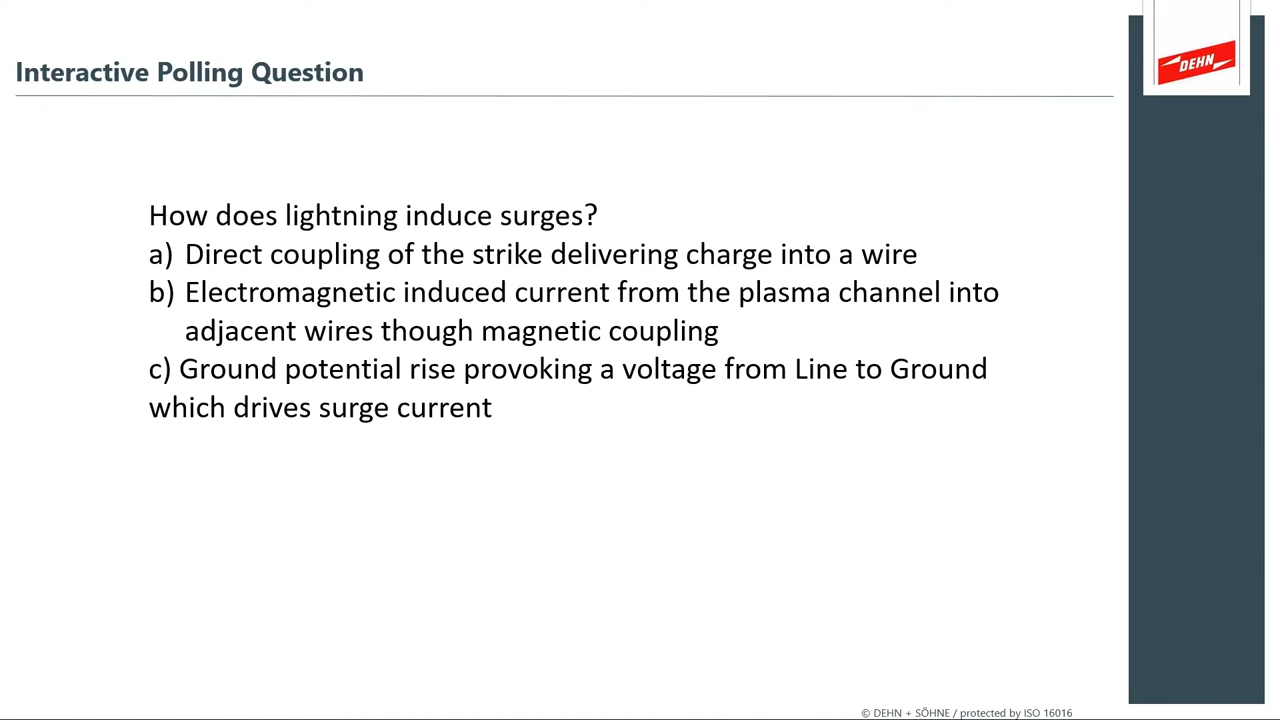 Interactive Polling Question
DEHN
How does lightning induce surges?
a) Direct coupling of the strike delivering charge into a wire
b) Electromagnetic induced current from the plasma channel into
adjacent wires though magnetic coupling
c) Ground potential rise provoking a voltage from Line to Ground
which drives surge current
© DEHN + SÖHNE / protected by ISO 16016